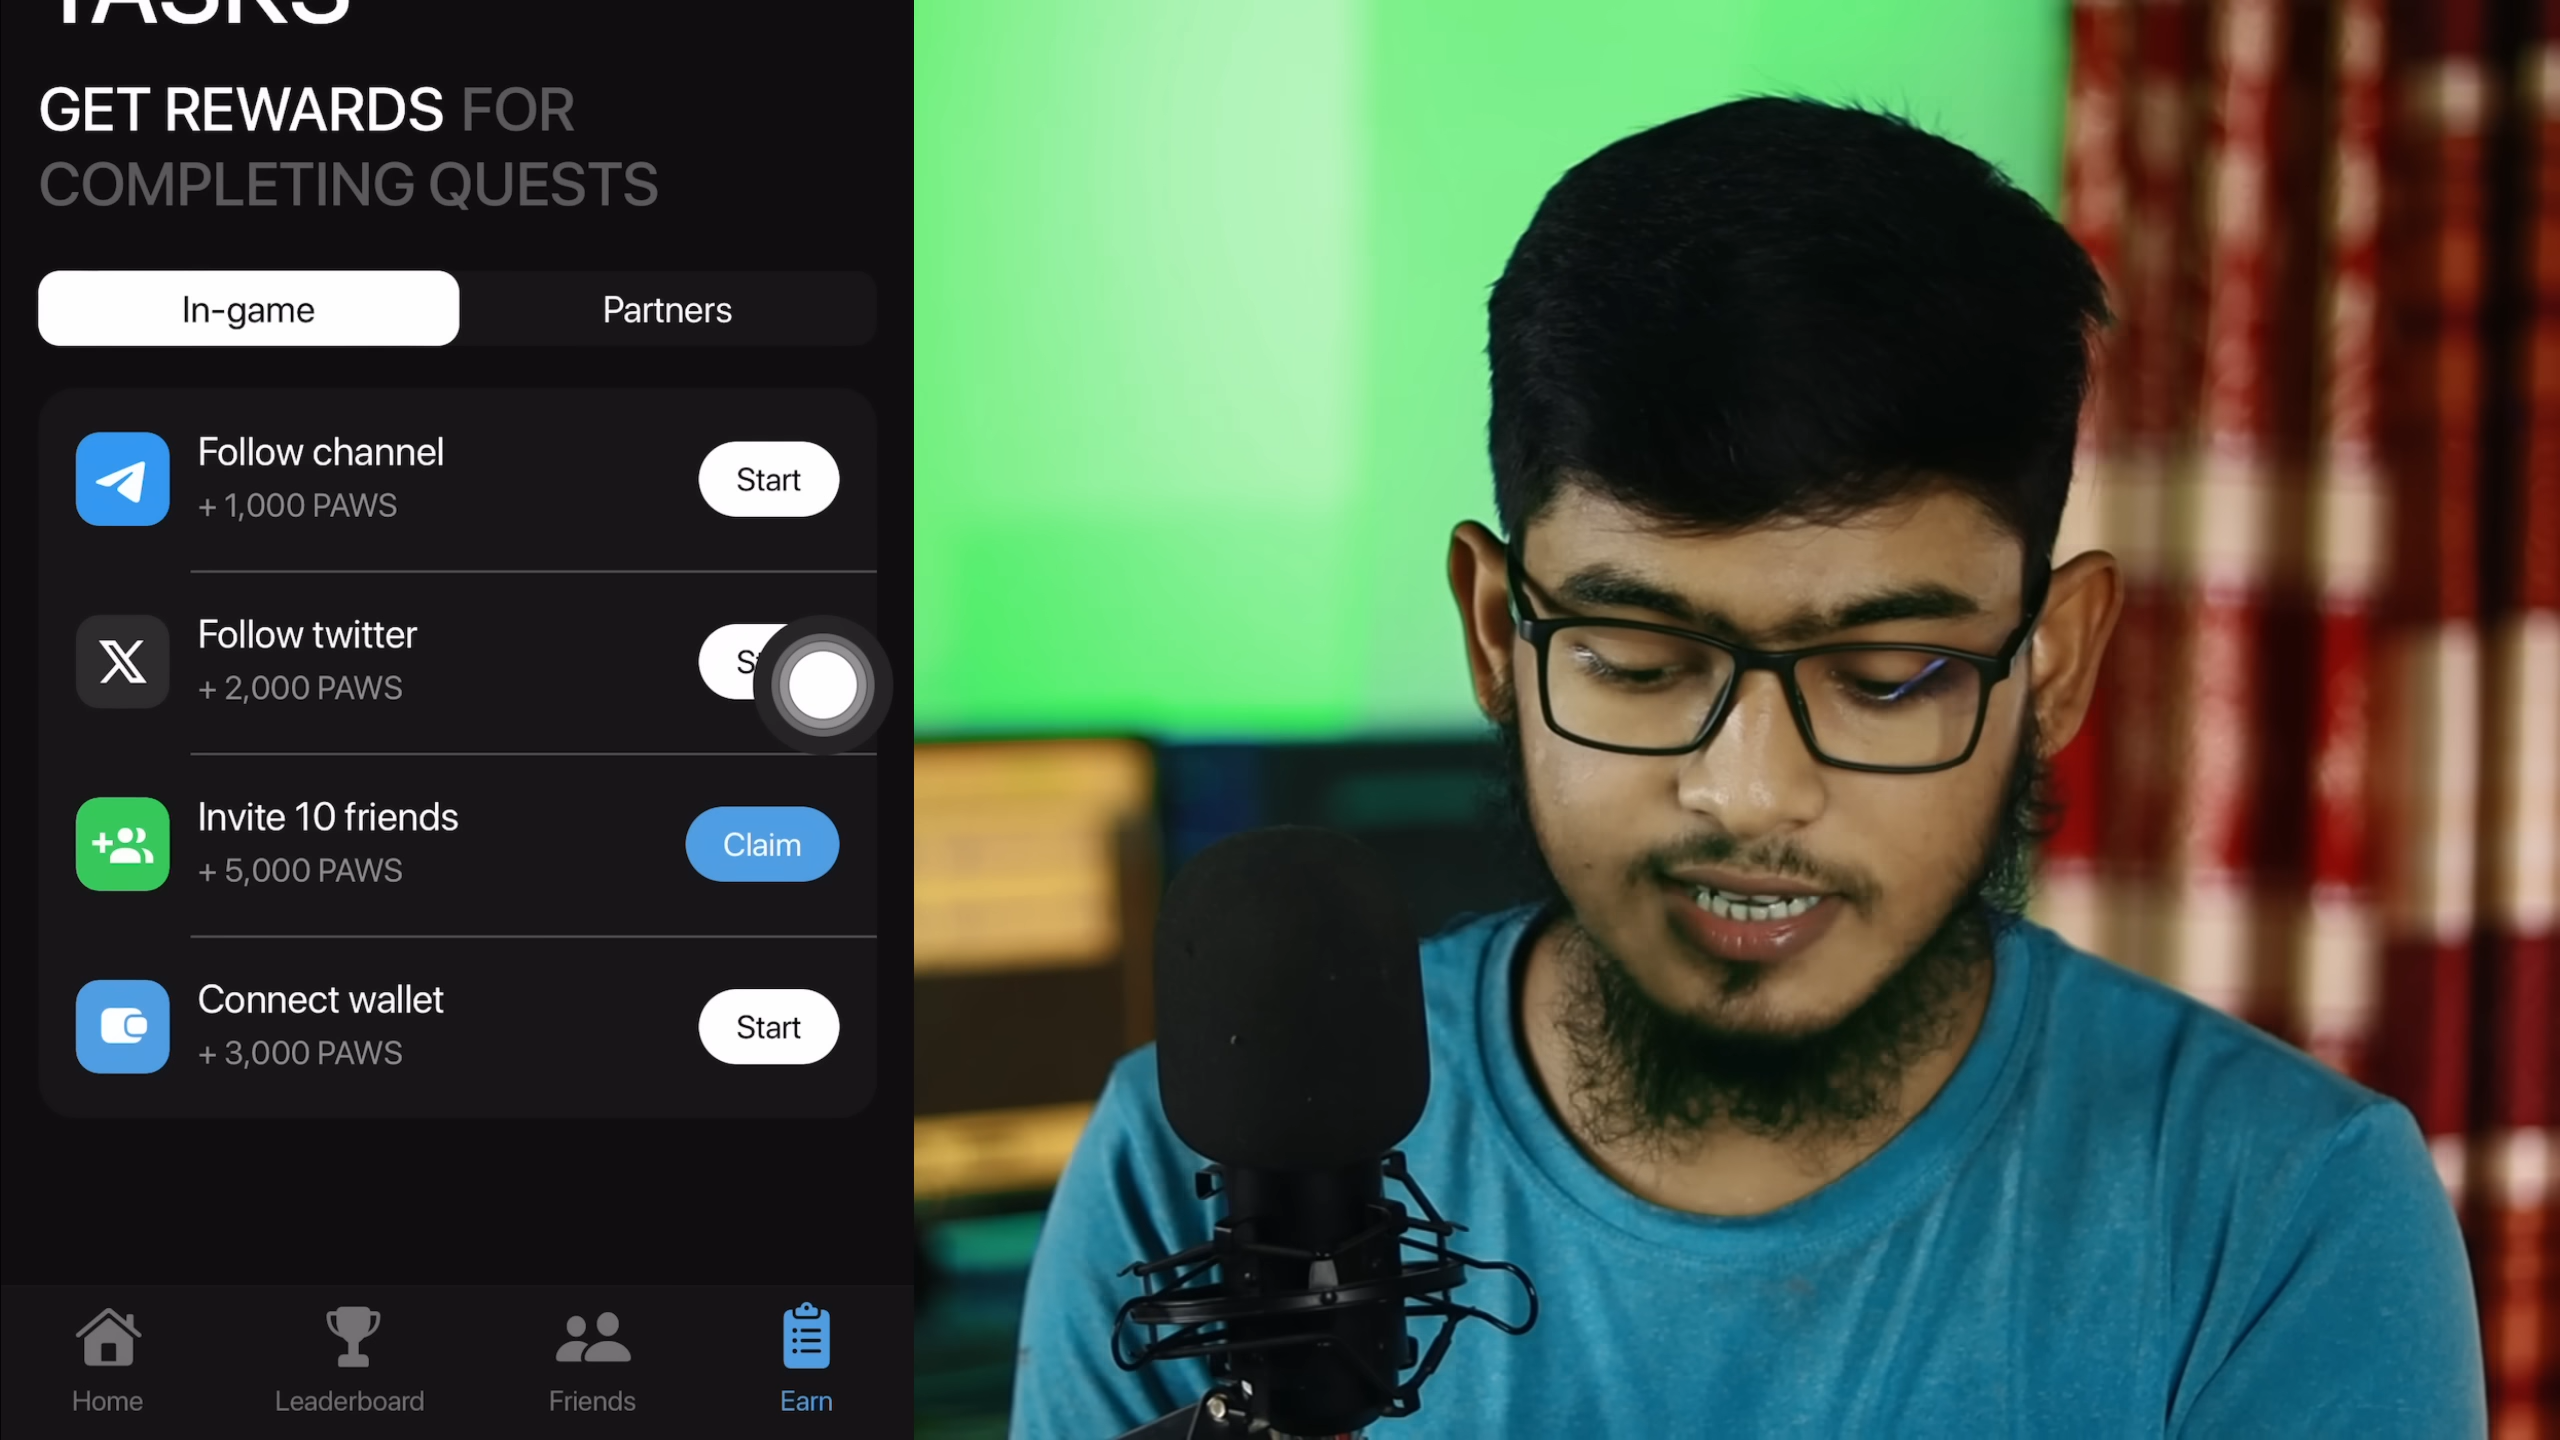 TASKS
GET REWARDS FOR
COMPLETING QUESTS
In-game
Partners
Follow channel
+ 1,000 PAWS
Start
Follow twitter
+ 2,000 PAWS
Invite 10 friends
+ 5,000 PAWS
Claim
Connect wallet
+ 3,000 PAWS
Start
Home
Leaderboard
Friends
Earn